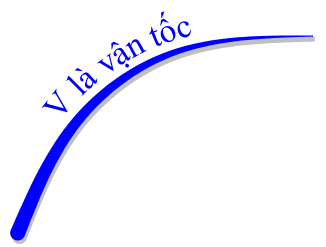 V là vận tốc